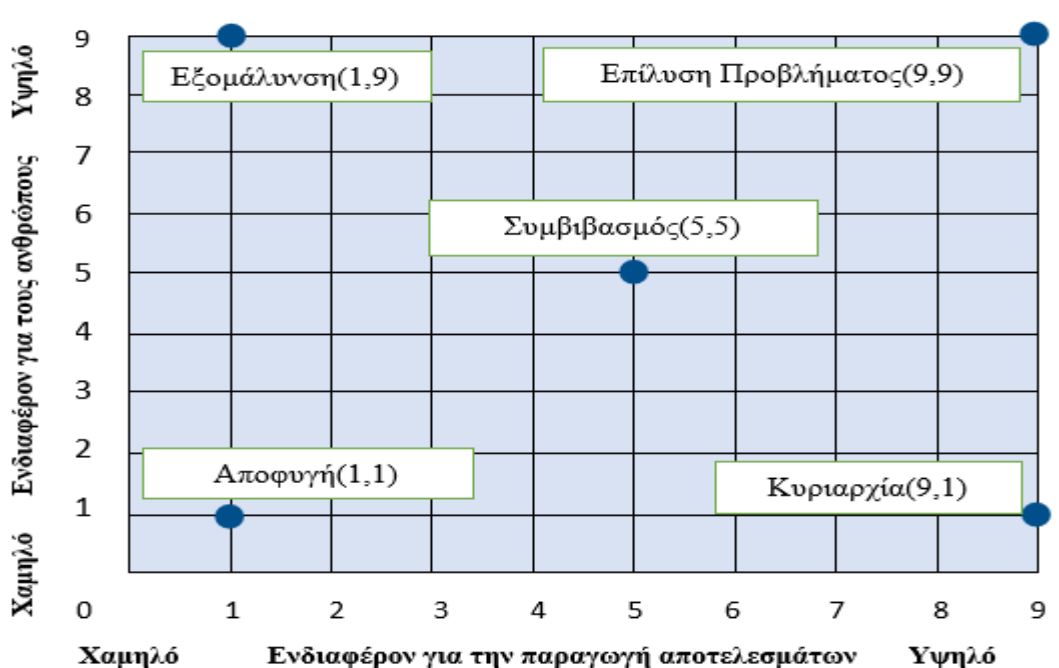 Υψηλό
Ενδιαφέρον για τους ανθρώπους
Χαμηλό
9
8
7
6
5
4
3
2
1
Εξομάλυνση(1,9)
Επίλυση Προβλήματος(9,9)
Συμβιβασμός(5,5)
Αποφυγή(1,1)
Κυριαρχία(9,1)
0 1 2 3 4 5 6 7 8 9
Χαμηλό Ενδιαφέρον για την παραγωγή αποτελεσμάτων Υψηλό